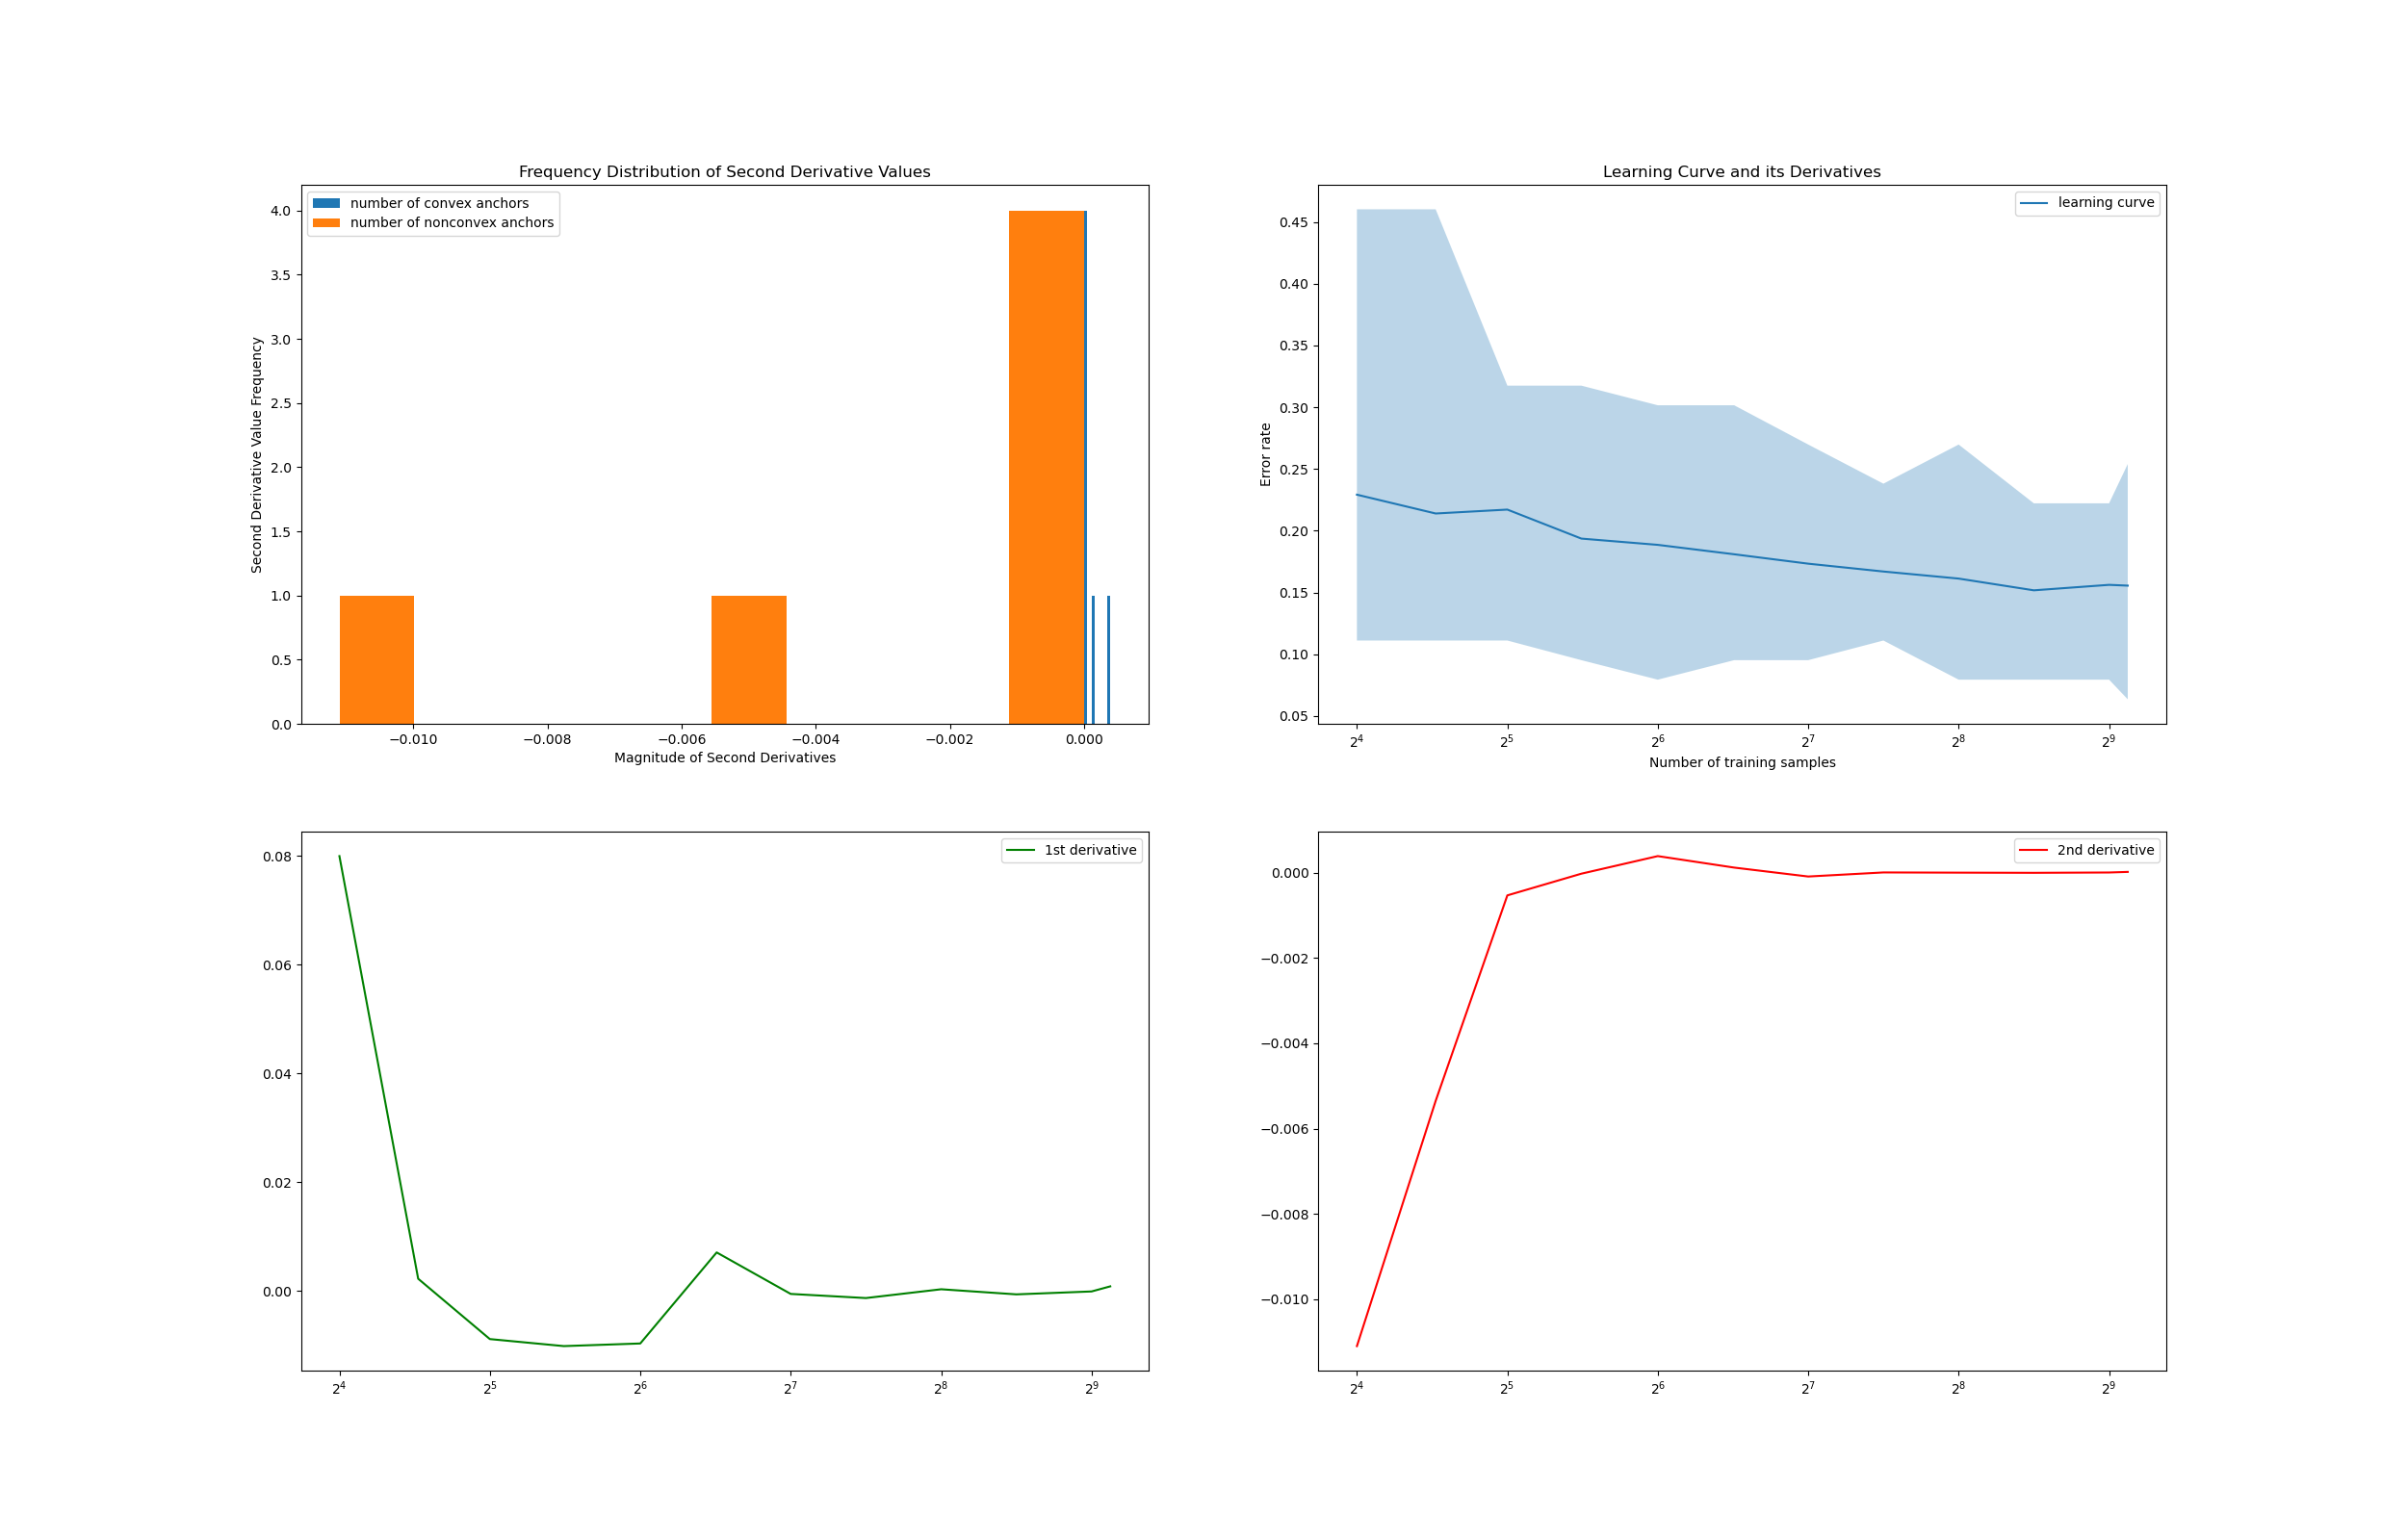 Frequency Distribution of Second Derivative Values
number of convex anchors
number of nonconvex anchors
4.0
3.5
3.0
2.5
2.0
1.5
1.0
0.5
0.0
Second Derivative Value Frequency
−0.010 −0.008 −0.006 −0.004 −0.002 0.000
Magnitude of Second Derivatives
Learning Curve and its Derivatives
learning curve
0.45
0.40
0.35
0.30
0.25
0.20
0.15
0.10
0.05
Error rate
2⁴ 2⁵ 2⁶ 2⁷ 2⁸ 2⁹
Number of training samples
1st derivative
0.08
0.06
0.04
0.02
0.00
2⁴ 2⁵ 2⁶ 2⁷ 2⁸ 2⁹
2nd derivative
0.000
−0.002
−0.004
−0.006
−0.008
−0.010
2⁴ 2⁵ 2⁶ 2⁷ 2⁸ 2⁹